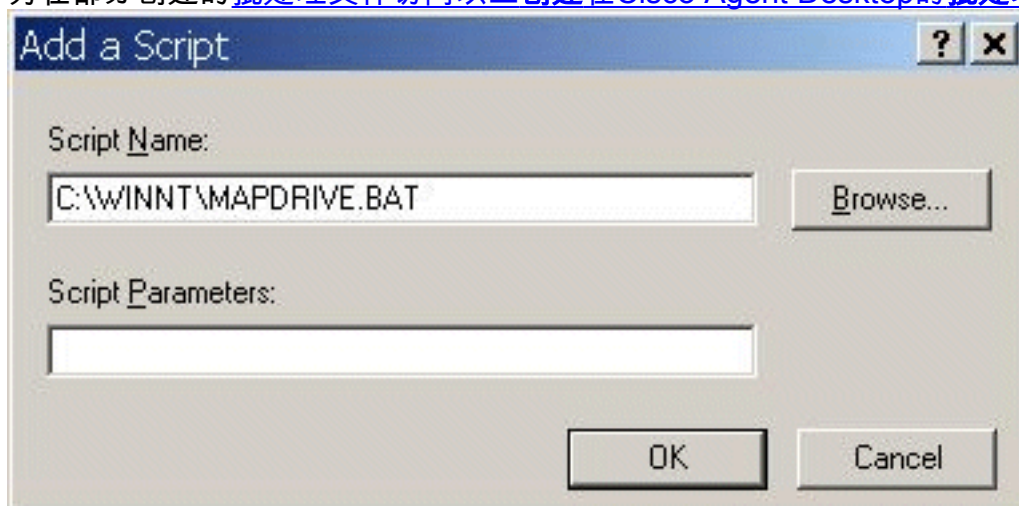 Add a Script
Script Name:
C:\WINNT\MAPDRIVE.BAT
Browse...
Script Parameters:
OK
Cancel